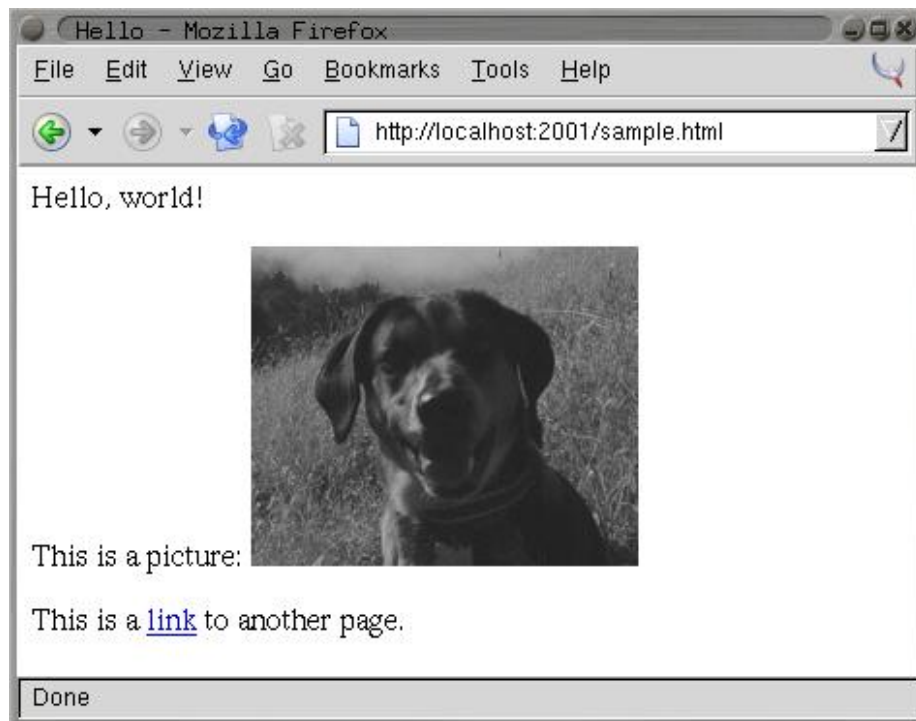 Hello - Mozilla Firefox
File Edit View Go Bookmarks Tools Help
http://localhost:2001/sample.html
Hello, world!
This is a picture:
This is a link to another page.
Done